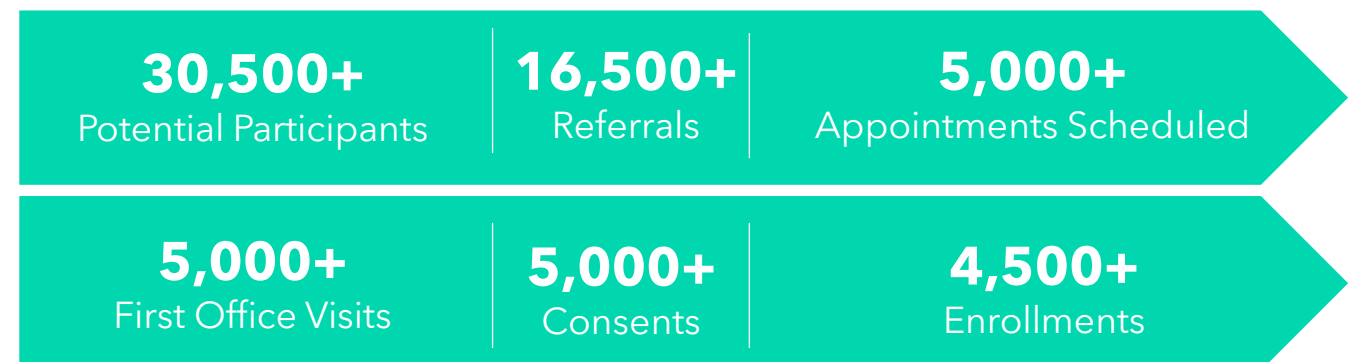 30,500+
Potential Participants
16,500+
Referrals
5,000+
Appointments Scheduled
5,000+
First Office Visits
5,000+
Consents
4,500+
Enrollments